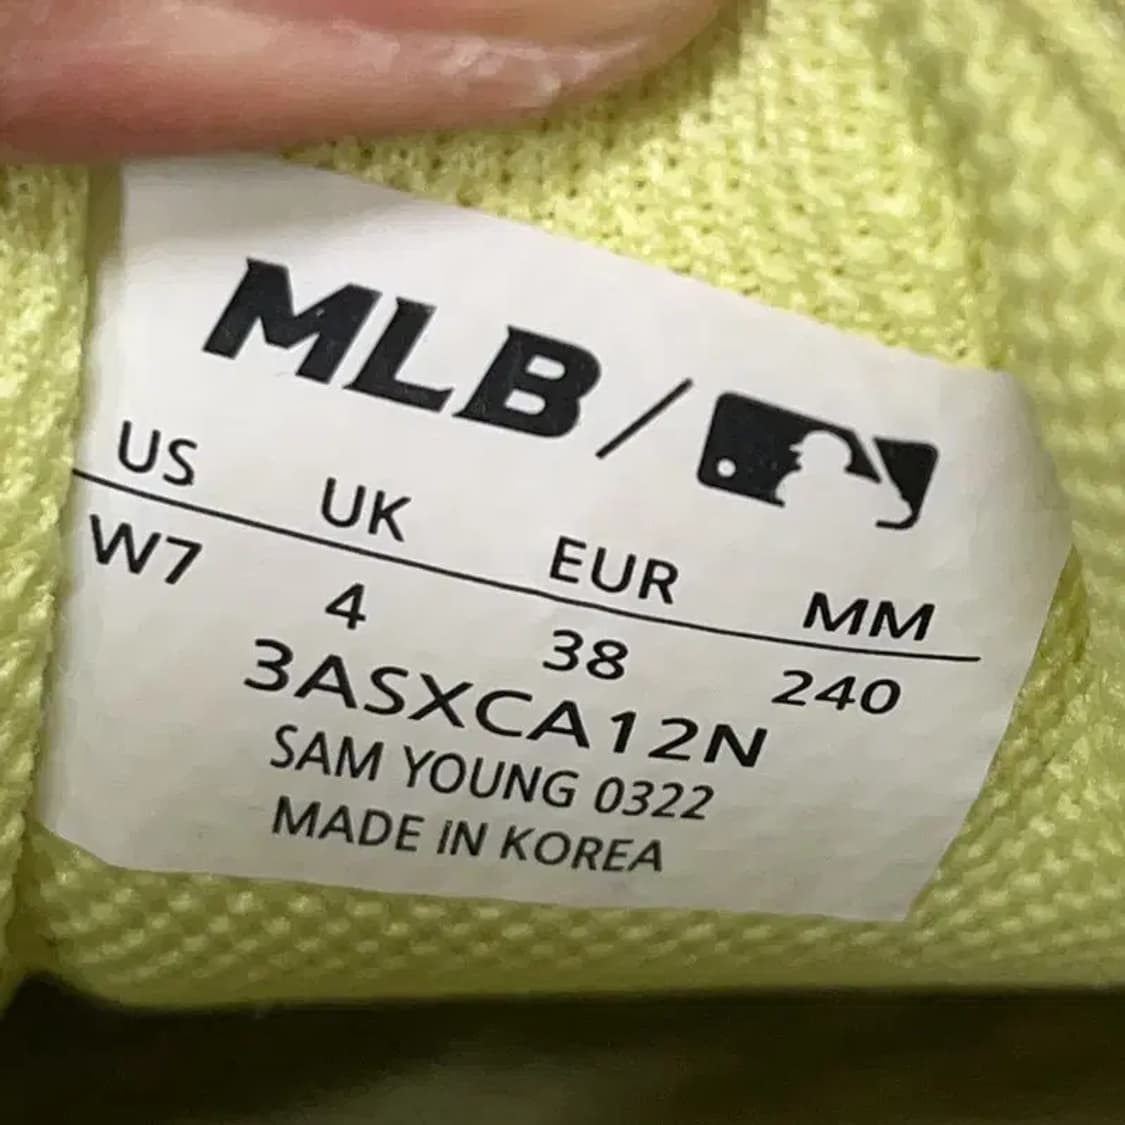 MLB /
US UK EUR MM
W7 4 38 240
3ASXCA12N
SAM YOUNG 0322
MADE IN KOREA